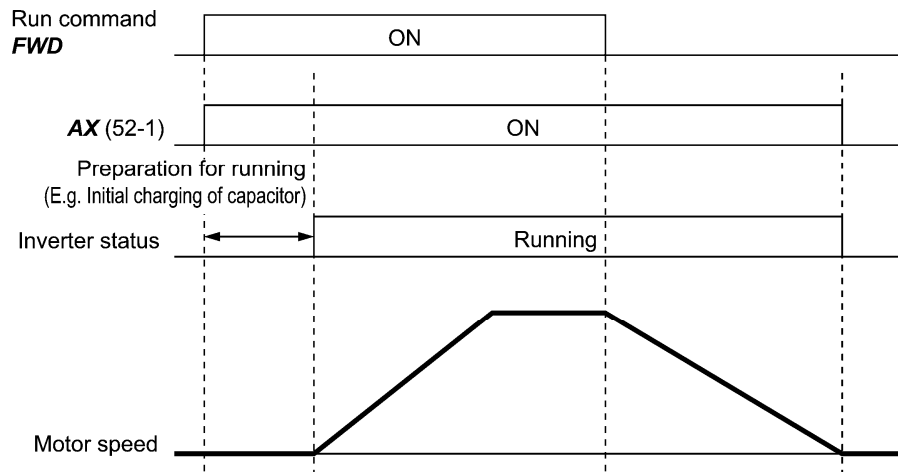 Run command
FWD
ON
AX (52-1)
ON
Preparation for running
(E.g. Initial charging of capacitor)
Inverter status
Running
Motor speed